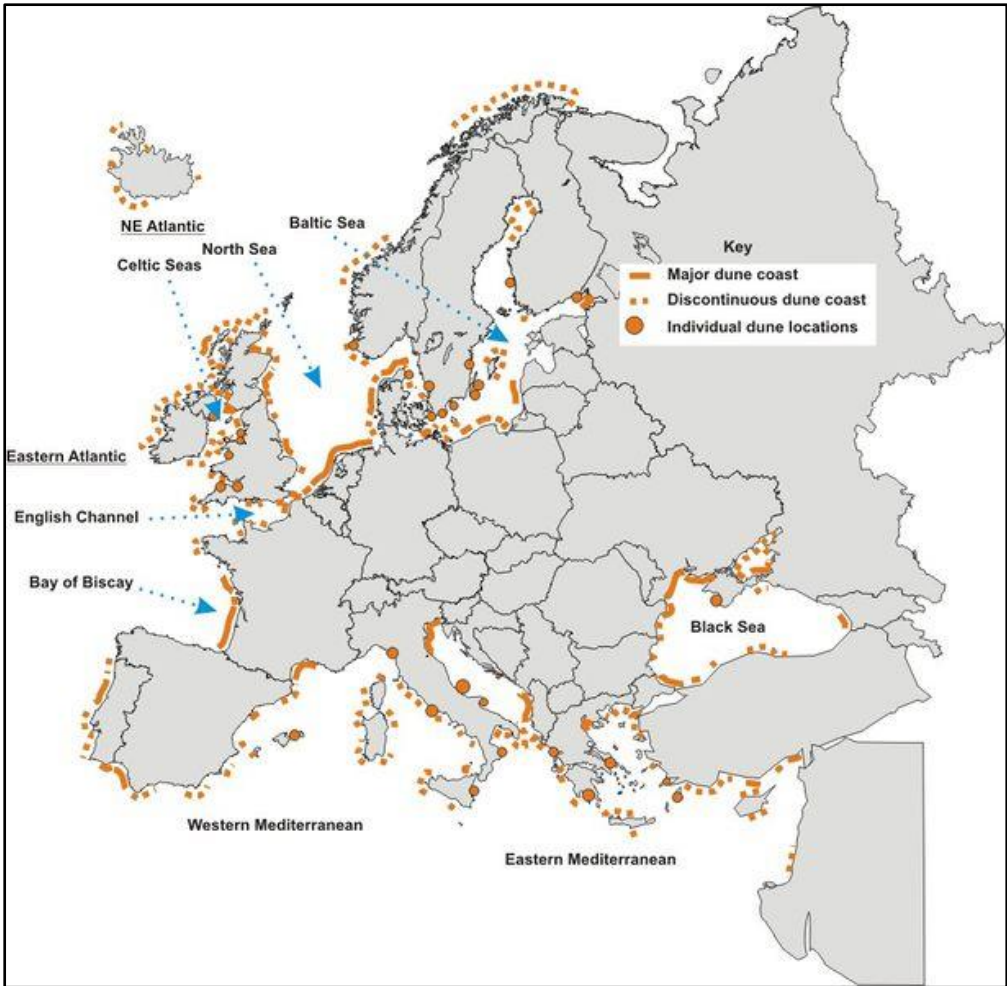 NE Atlantic
North Sea
Celtic Seas
Baltic Sea
Key
Major dune coast
Discontinuous dune coast
Individual dune locations
Eastern Atlantic
English Channel
Bay of Biscay
Black Sea
Western Mediterranean
Eastern Mediterranean